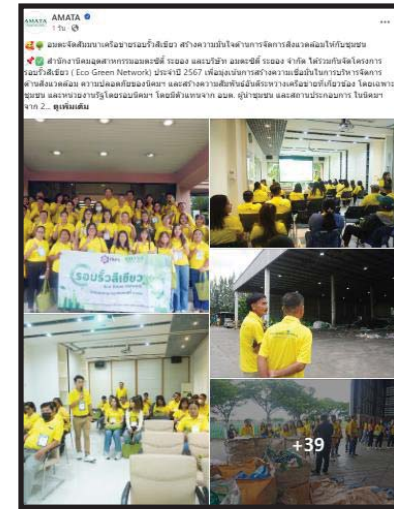 AMATA
1 วัน
อมตะจัดสัมมนาเครือข่ายรอบรั้วสีเขียว สร้างความมั่นใจด้านการจัดการสิ่งแวดล้อมให้กับชุมชน
สำนักงานนิคมอุตสาหกรรมอมตะซิตี้ ระยอง และบริษัท อมตะซิตี้ ระยอง จำกัด ได้ร่วมกันจัดโครงการ
รอบรั้วสีเขียว ( Eco Green Network) ประจำปี 2567 เพื่อมุ่งเน้นการสร้างความเชื่อมั่นในการบริหารจัดการ
ด้านสิ่งแวดล้อม ความปลอดภัยของนิคมฯ และสร้างความสัมพันธ์อันดีระหว่างเครือข่ายที่เกี่ยวข้อง โดยเฉพาะ
ชุมชน และหน่วยงานรัฐโดยรอบนิคมฯ โดยมีตัวแทนจาก อบต. ผู้นำชุมชน และสถานประกอบการ ในนิคมฯ
จาก 2... ดูเพิ่มเติม
รอบรั้วสีเขียว
+39